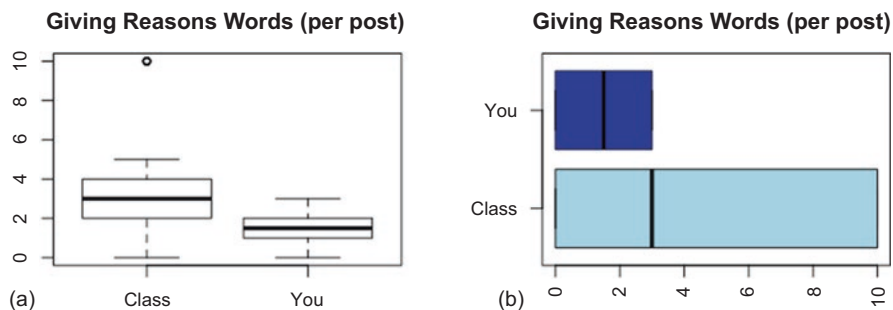 Giving Reasons Words (per post)
10
8
6
4
2
0
Class You
(a)
Giving Reasons Words (per post)
You
Class
0 2 4 6 8 10
(b)